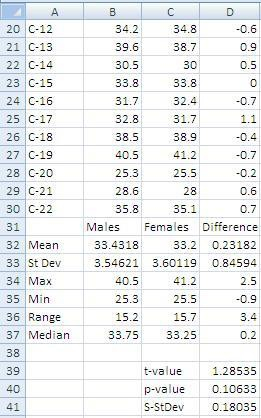 A B C D
20 C-12 34.2 34.8 -0.6
21 C-13 39.6 38.7 0.9
22 C-14 30.5 30 0.5
23 C-15 33.8 33.8 0
24 C-16 31.7 32.4 -0.7
25 C-17 32.8 31.7 1.1
26 C-18 38.5 38.9 -0.4
27 C-19 40.5 41.2 -0.7
28 C-20 25.3 25.5 -0.2
29 C-21 28.6 28 0.6
30 C-22 35.8 35.1 0.7
31 Males Females Difference
32 Mean 33.4318 33.2 0.23182
33 St Dev 3.54621 3.60119 0.84594
34 Max 40.5 41.2 2.5
35 Min 25.3 25.5 -0.9
36 Range 15.2 15.7 3.4
37 Median 33.75 33.25 0.2
38
39 t-value 1.28535
40 p-value 0.10633
41 S-StDev 0.18035